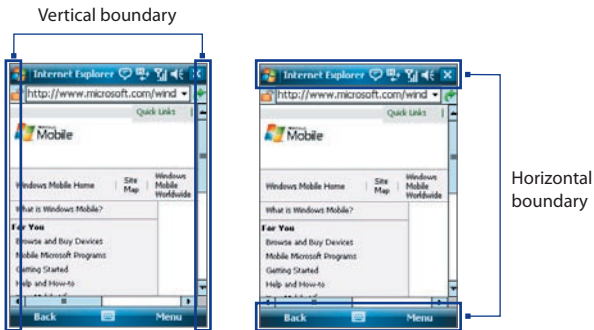 Vertical boundary
Internet Explorer
http://www.microsoft.com/wind
Quick Links |
Windows
Mobile
Windows Mobile Home | Site Map | Windows Mobile Worldwide
What is Windows Mobile?
For You
Browse and Buy Devices
Mobile Microsoft Programs
Getting Started
Help and How-to
Back Menu
Internet Explorer
http://www.microsoft.com/wind
Quick Links |
Windows
Mobile
Windows Mobile Home | Site Map | Windows Mobile Worldwide
What is Windows Mobile?
For You
Browse and Buy Devices
Mobile Microsoft Programs
Getting Started
Help and How-to
Back Menu
Horizontal
boundary